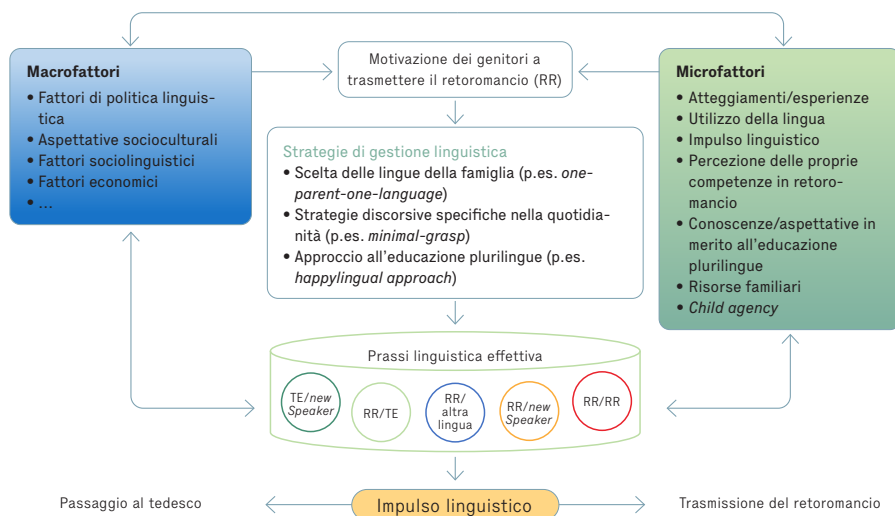 Macrofattori
• Fattori di politica linguis-
tica
• Aspettative socioculturali
• Fattori sociolinguistici
• Fattori economici
• ...
Motivazione dei genitori a
trasmettere il retoromancio (RR)
Microfattori
• Atteggiamenti/esperienze
• Utilizzo della lingua
• Impulso linguistico
• Percezione delle proprie
competenze in retoro-
mancio
• Conoscenze/aspettative in
merito all'educazione
plurilingue
• Risorse familiari
• Child agency
Strategie di gestione linguistica
• Scelta delle lingue della famiglia (p.es. one-
parent-one-language)
• Strategie discorsive specifiche nella quotidia-
nità (p.es. minimal-grasp)
• Approccio all'educazione plurilingue (p.es.
happylingual approach)
Prassi linguistica effettiva
TE/new
Speaker
RR/TE
RR/
altra
lingua
RR/new
Speaker
RR/RR
Passaggio al tedesco
Impulso linguistico
Trasmissione del retoromancio